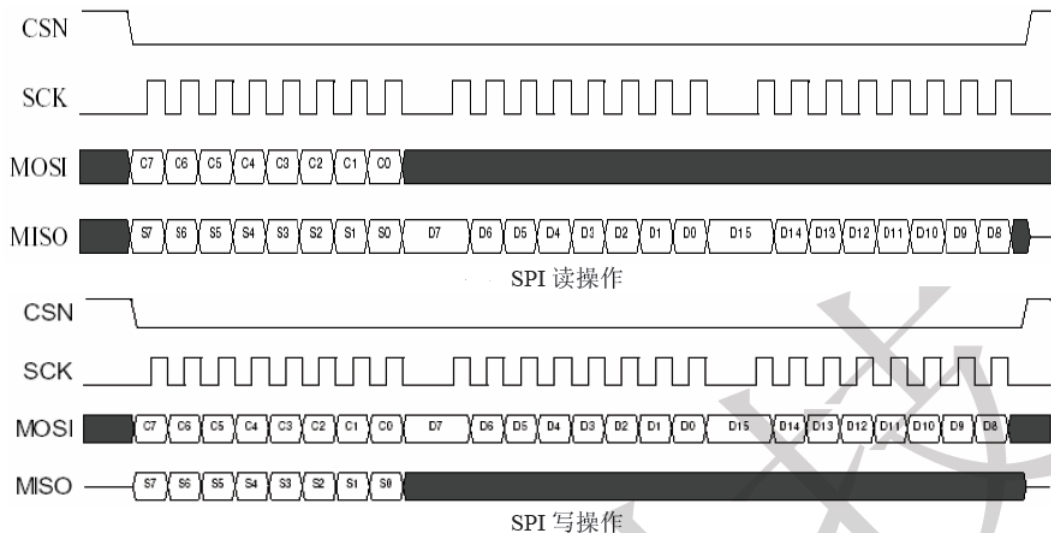 CSN
SCK
MOSI C7 C6 C5 C4 C3 C2 C1 C0
MISO S7 S6 S5 S4 S3 S2 S1 S0 D7 D6 D5 D4 D3 D2 D1 D0 D15 D14 D13 D12 D11 D10 D9 D8
SPI 读操作
CSN
SCK
MOSI C7 C6 C5 C4 C3 C2 C1 C0 D7 D6 D5 D4 D3 D2 D1 D0 D15 D14 D13 D12 D11 D10 D9 D8
MISO S7 S6 S5 S4 S3 S2 S1 S0
SPI 写操作